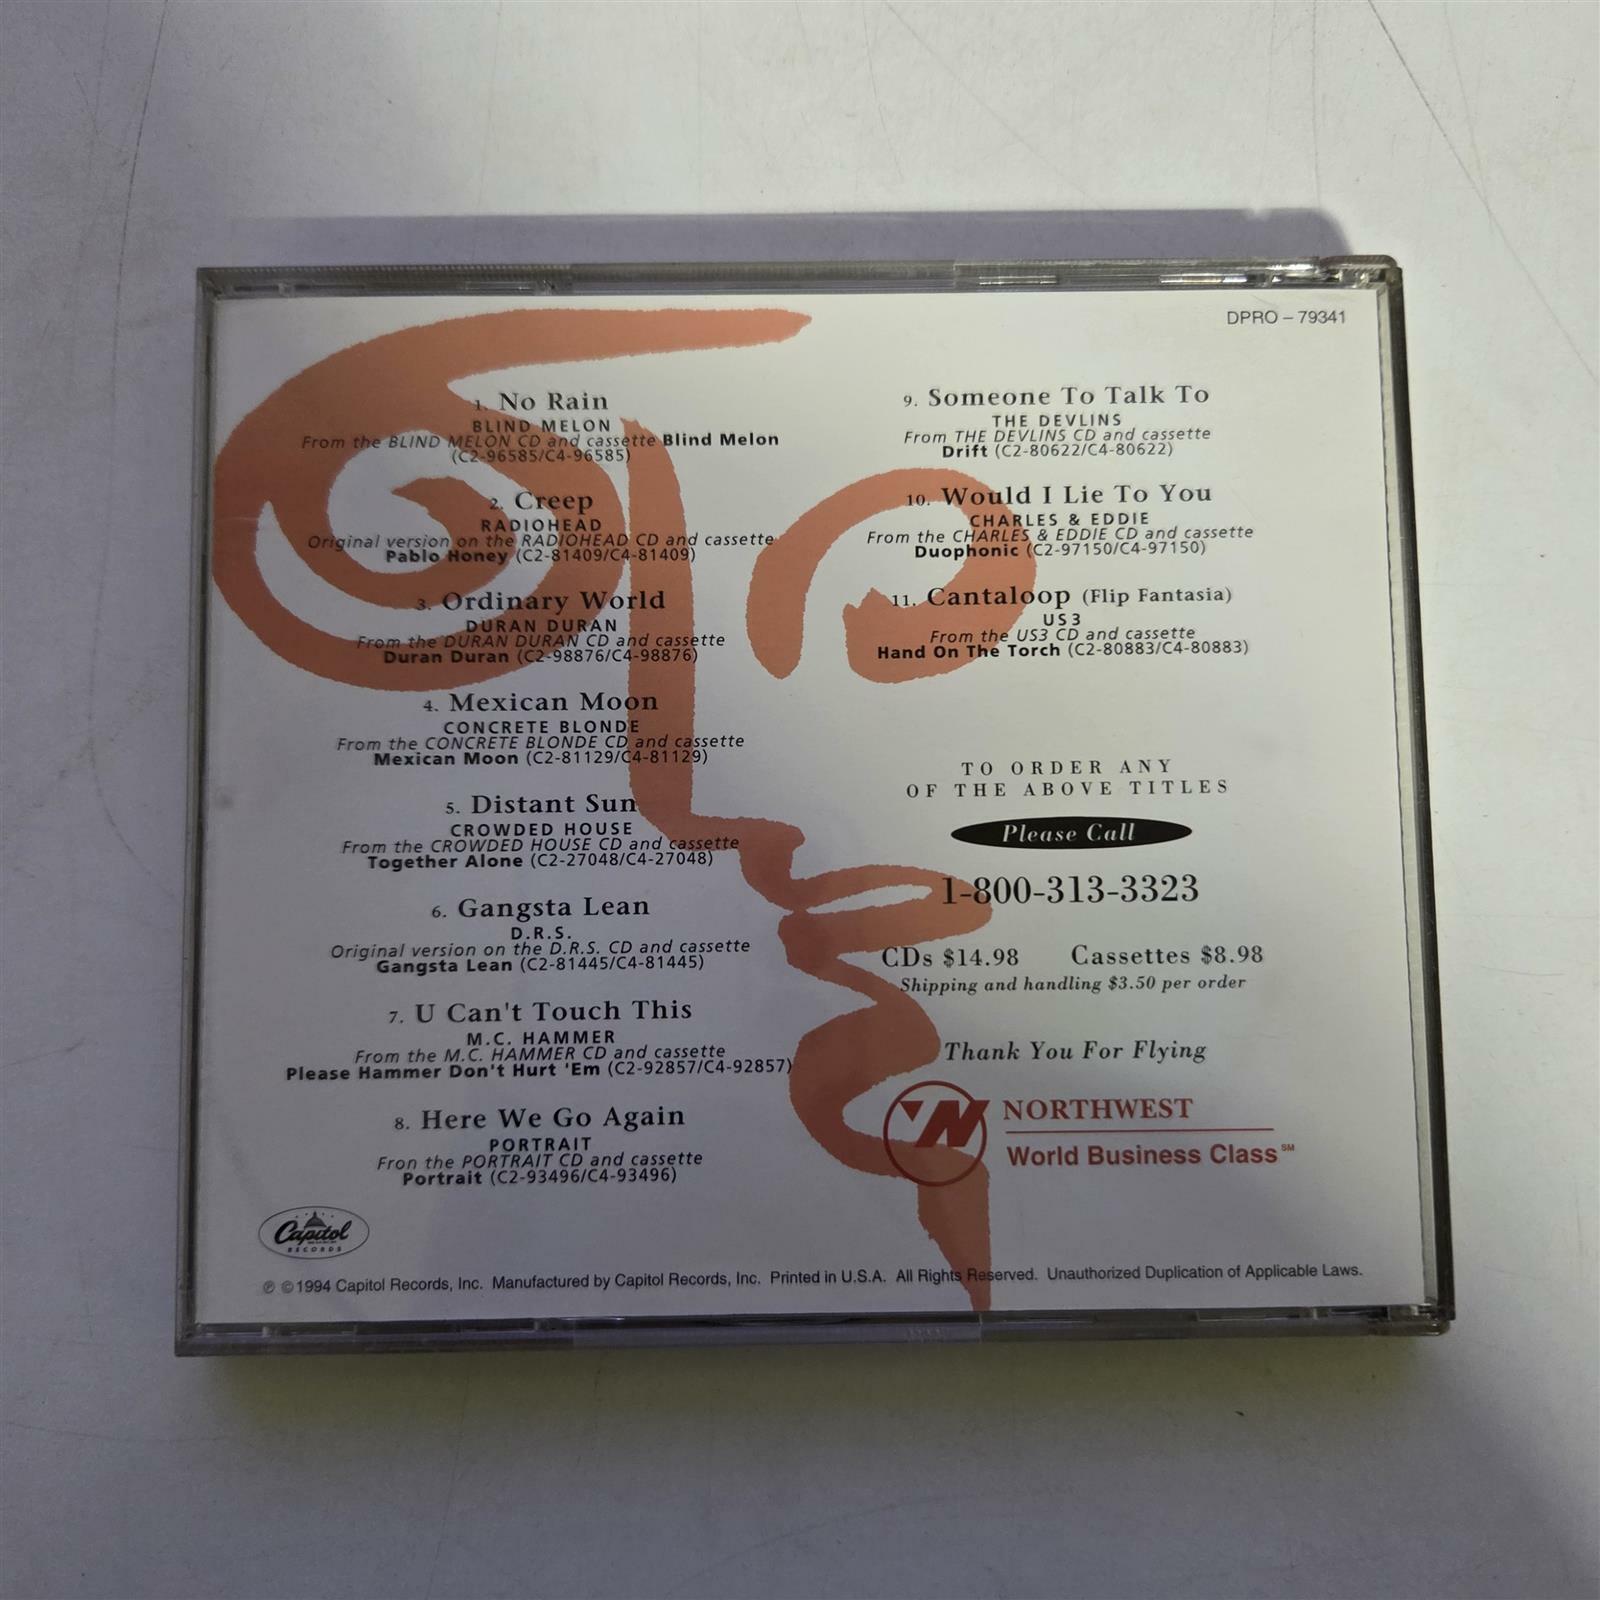 DPRO – 79341
1. No Rain
BLIND MELON
From the BLIND MELON CD and cassette Blind Melon
(C2-96585/C4-96585)
2. Creep
RADIOHEAD
Original version on the RADIOHEAD CD and cassette
Pablo Honey (C2-81409/C4-81409)
3. Ordinary World
DURAN DURAN
From the DURAN DURAN CD and cassette
Duran Duran (C2-98876/C4-98876)
4. Mexican Moon
CONCRETE BLONDE
From the CONCRETE BLONDE CD and cassette
Mexican Moon (C2-81129/C4-81129)
5. Distant Sun
CROWDED HOUSE
From the CROWDED HOUSE CD and cassette
Together Alone (C2-27048/C4-27048)
6. Gangsta Lean
D.R.S.
Original version on the D.R.S. CD and cassette
Gangsta Lean (C2-81445/C4-81445)
7. U Can't Touch This
M.C. HAMMER
From the M.C. HAMMER CD and cassette
Please Hammer Don't Hurt 'Em (C2-92857/C4-92857)
8. Here We Go Again
PORTRAIT
Fron the PORTRAIT CD and cassette
Portrait (C2-93496/C4-93496)
9. Someone To Talk To
THE DEVLINS
From THE DEVLINS CD and cassette
Drift (C2-80622/C4-80622)
10. Would I Lie To You
CHARLES & EDDIE
From the CHARLES & EDDIE CD and cassette
Duophonic (C2-97150/C4-97150)
11. Cantaloop (Flip Fantasia)
US3
From the US3 CD and cassette
Hand On The Torch (C2-80883/C4-80883)
TO ORDER ANY
OF THE ABOVE TITLES
Please Call
1-800-313-3323
CDs $14.98 Cassettes $8.98
Shipping and handling $3.50 per order
Thank You For Flying
NORTHWEST
World Business Class℠
Capitol
RECORDS
℗ ©1994 Capitol Records, Inc. Manufactured by Capitol Records, Inc. Printed in U.S.A. All Rights Reserved. Unauthorized Duplication of Applicable Laws.